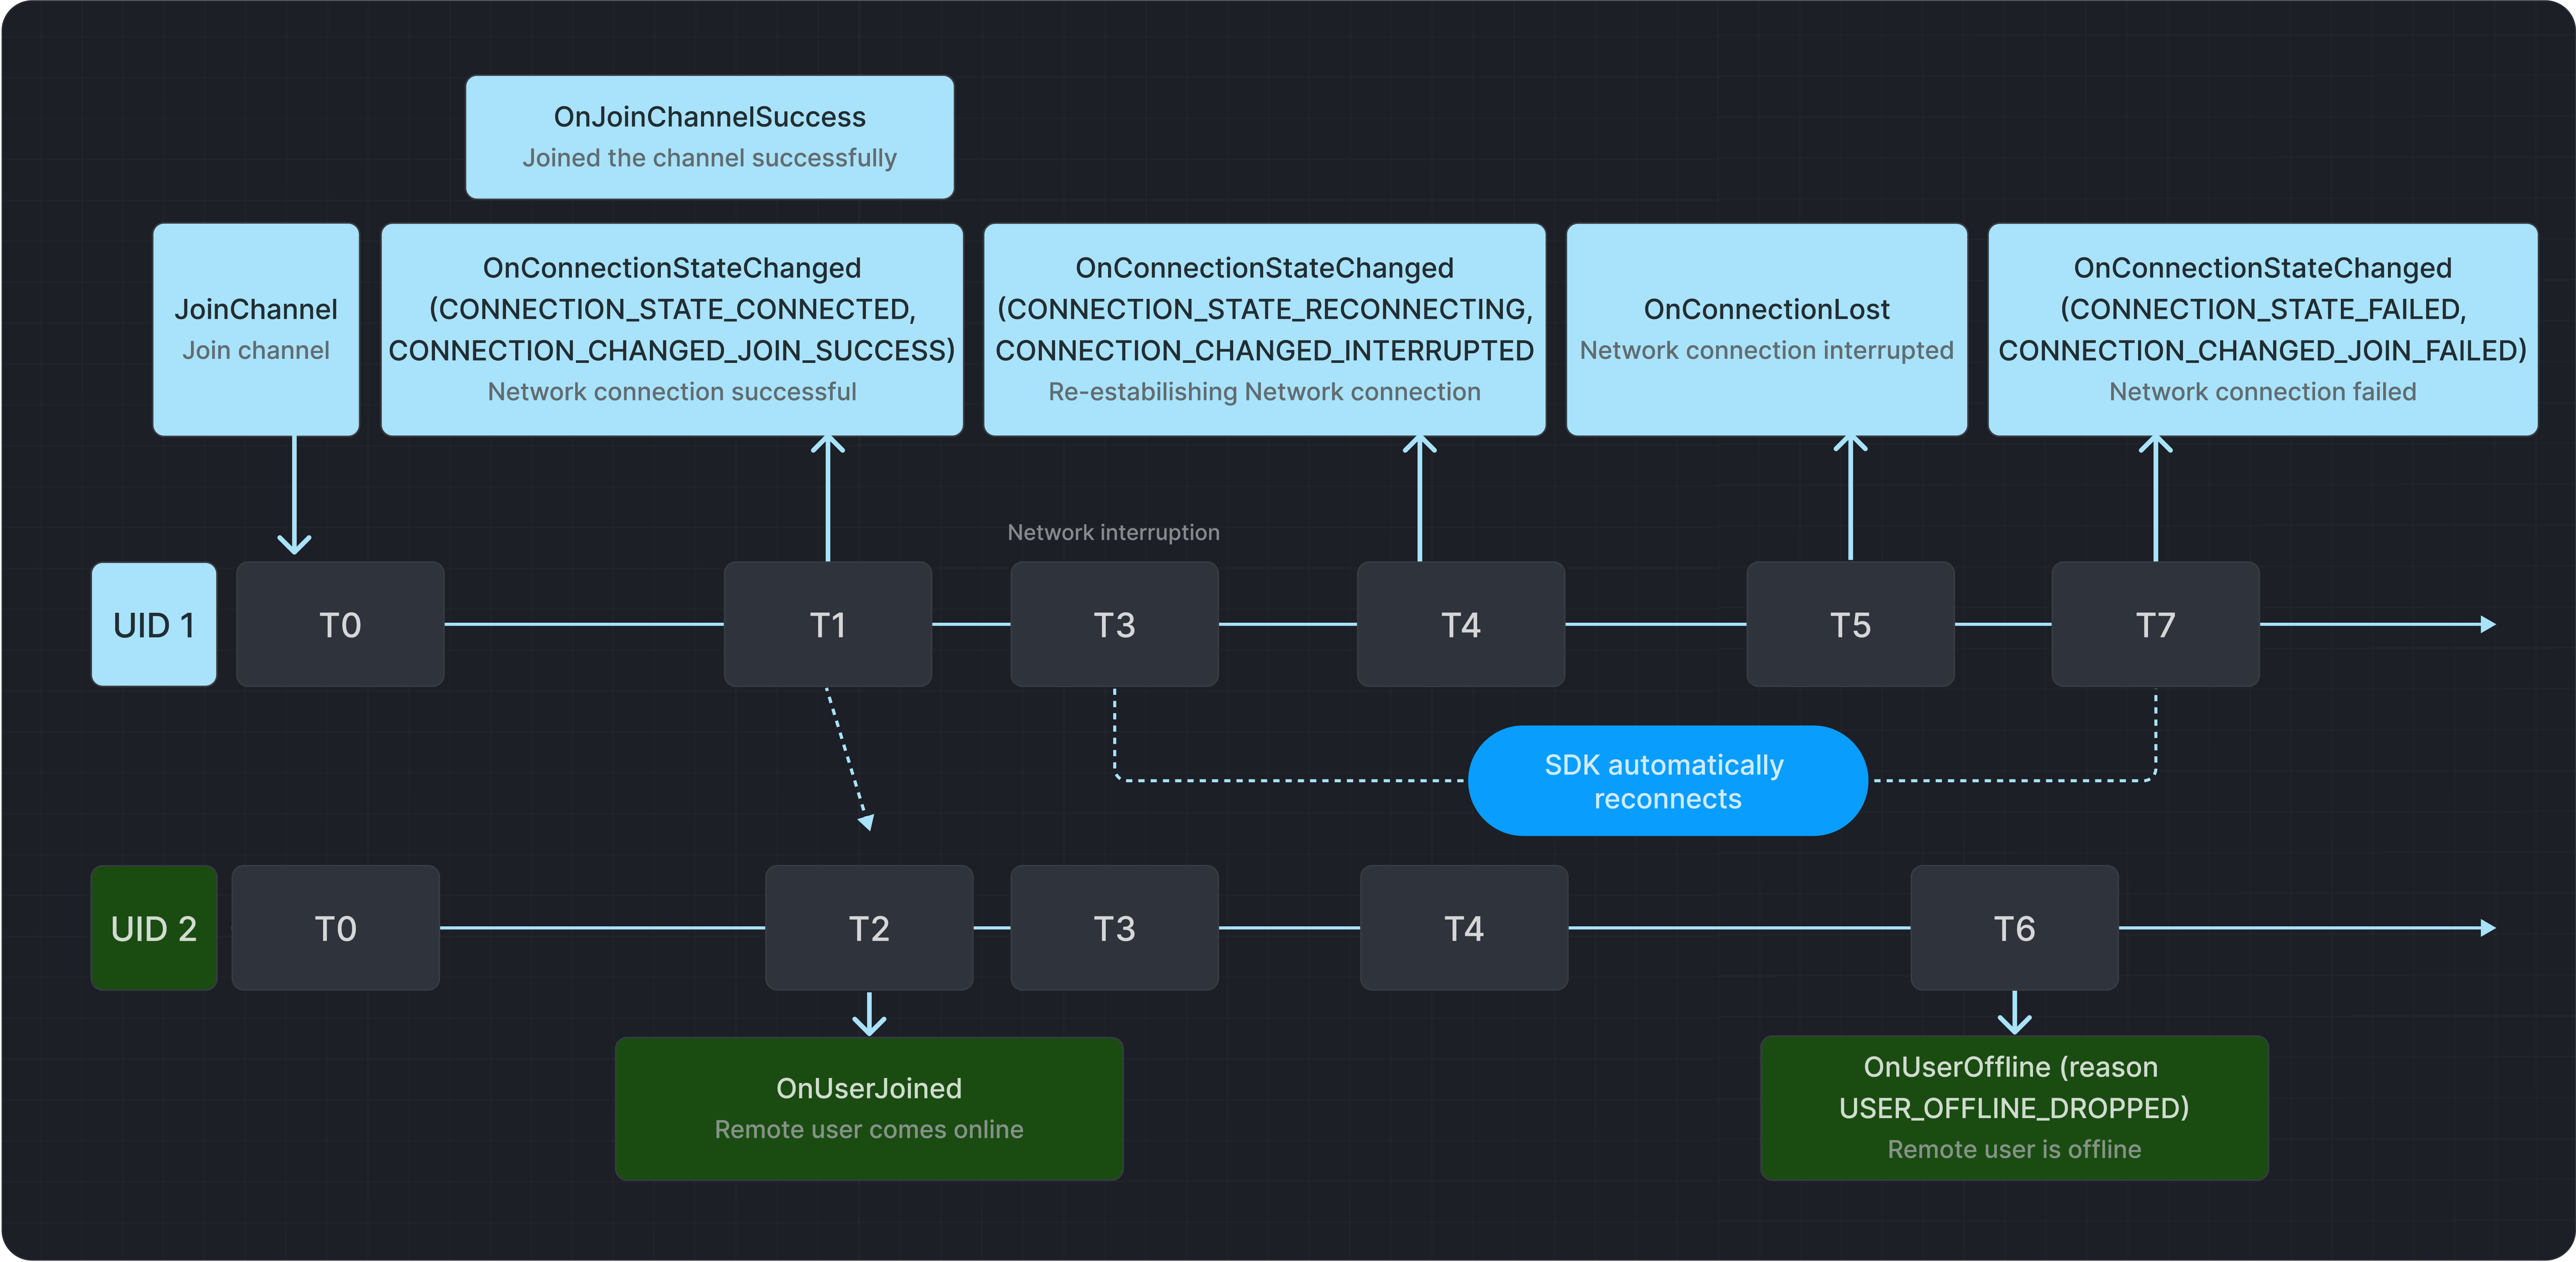 OnJoinChannelSuccess
Joined the channel successfully
JoinChannel
Join channel
OnConnectionStateChanged
(CONNECTION_STATE_CONNECTED,
CONNECTION_CHANGED_JOIN_SUCCESS)
Network connection successful
OnConnectionStateChanged
(CONNECTION_STATE_RECONNECTING,
CONNECTION_CHANGED_INTERRUPTED
Re-estabilishing Network connection
OnConnectionLost
Network connection interrupted
OnConnectionStateChanged
(CONNECTION_STATE_FAILED,
CONNECTION_CHANGED_JOIN_FAILED)
Network connection failed
Network interruption
UID 1
T0
T1
T3
T4
T5
T7
SDK automatically
reconnects
UID 2
T0
T2
T3
T4
T6
OnUserJoined
Remote user comes online
OnUserOffline (reason
USER_OFFLINE_DROPPED)
Remote user is offline